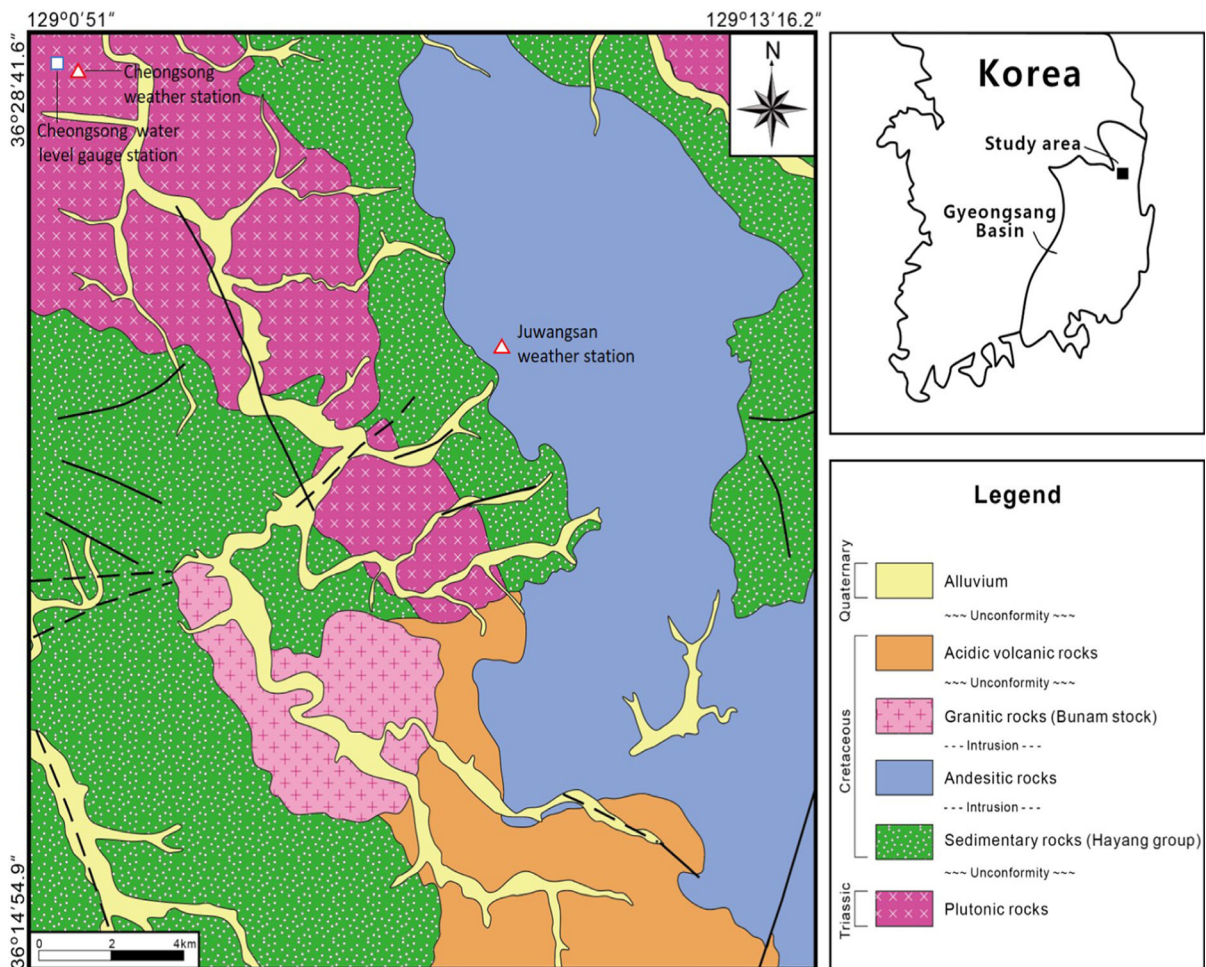 129°0′51″
129°13′16.2″
36°28′41.6″
36°14′54.9″
N
Cheongsong
weather station
Cheongsong water
level gauge station
Juwangsan
weather station
0 2 4km
Korea
Study area
Gyeongsang
Basin
Legend
Quaternary
Alluvium
~~~ Unconformity ~~~
Cretaceous
Acidic volcanic rocks
~~~ Unconformity ~~~
Granitic rocks (Bunam stock)
--- Intrusion ---
Andesitic rocks
--- Intrusion ---
Sedimentary rocks (Hayang group)
~~~ Unconformity ~~~
Triassic
Plutonic rocks